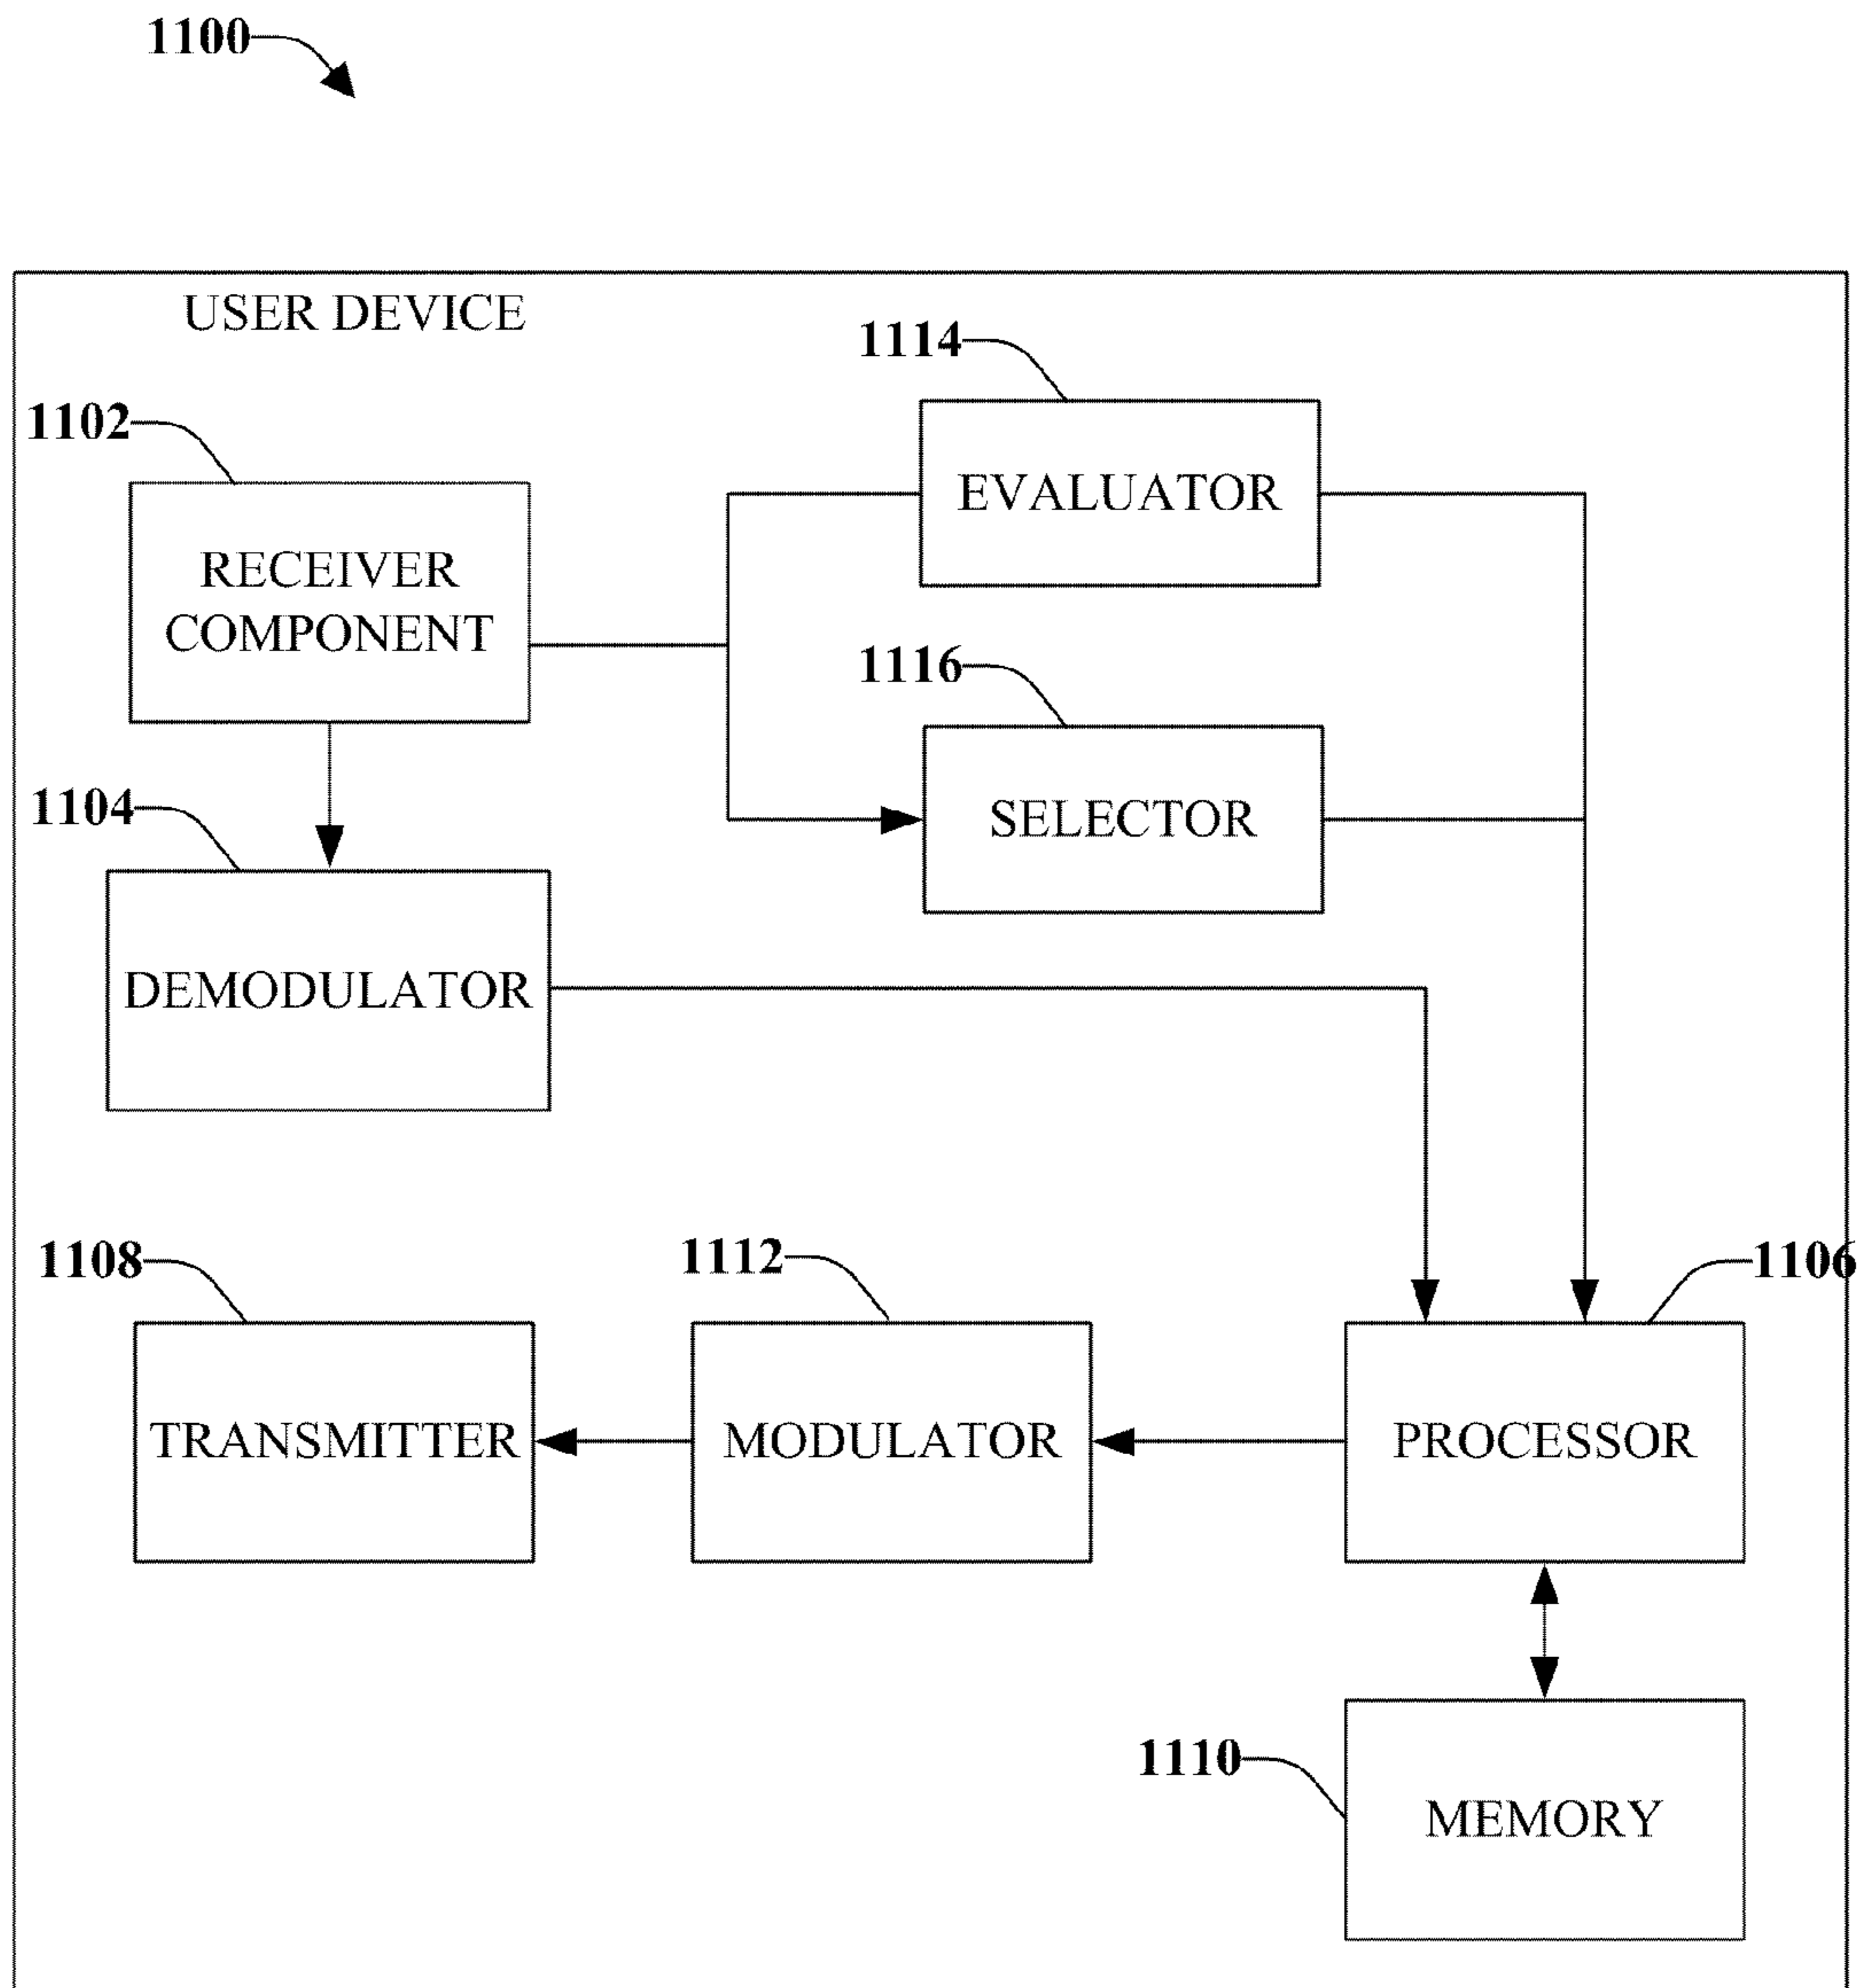 1100
USER DEVICE
1114
1102
EVALUATOR
RECEIVER
COMPONENT
1116
1104
SELECTOR
DEMODULATOR
1108
1112
1106
TRANSMITTER
MODULATOR
PROCESSOR
1110
MEMORY